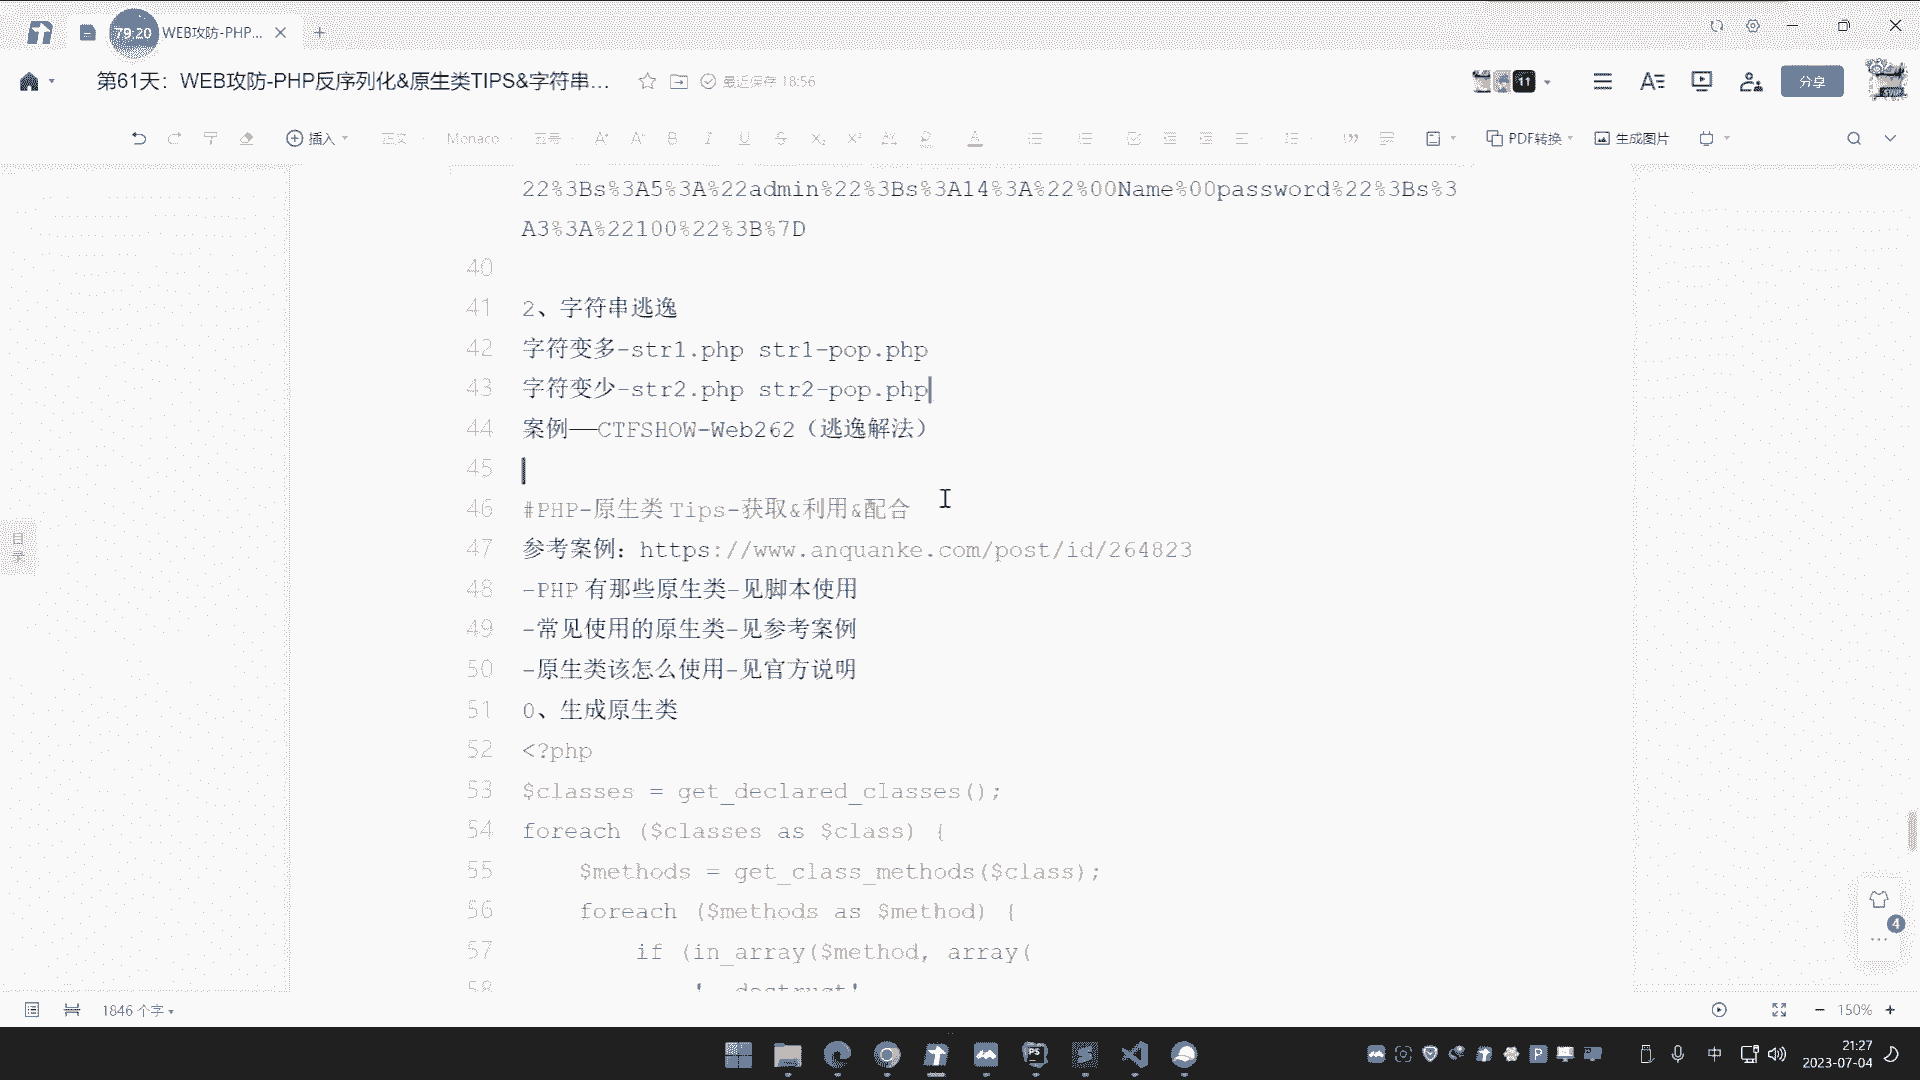 79:20 WEB攻防-PHP...
第61天：WEB攻防-PHP反序列化&原生类TIPS&字符串... 最近保存 18:56 11 分享
插入 正文 Monaco 五号 PDF转换 生成图片
22%3Bs%3A5%3A%22admin%22%3Bs%3A14%3A%22%00Name%00password%22%3Bs%3
A3%3A%22100%22%3B%7D
40
41 2、字符串逃逸
42 字符变多-str1.php str1-pop.php
43 字符变少-str2.php str2-pop.php
44 案例——CTFSHOW-Web262（逃逸解法）
45
46 #PHP-原生类 Tips-获取&利用&配合
47 参考案例：https://www.anquanke.com/post/id/264823
48 -PHP 有那些原生类-见脚本使用
49 -常见使用的原生类-见参考案例
50 -原生类该怎么使用-见官方说明
51 0、生成原生类
52 <?php
53 $classes = get_declared_classes();
54 foreach ($classes as $class) {
55 $methods = get_class_methods($class);
56 foreach ($methods as $method) {
57 if (in_array($method, array(
58 '__destruct'
目录
4
1846 个字 150%
中 21:27
2023-07-04